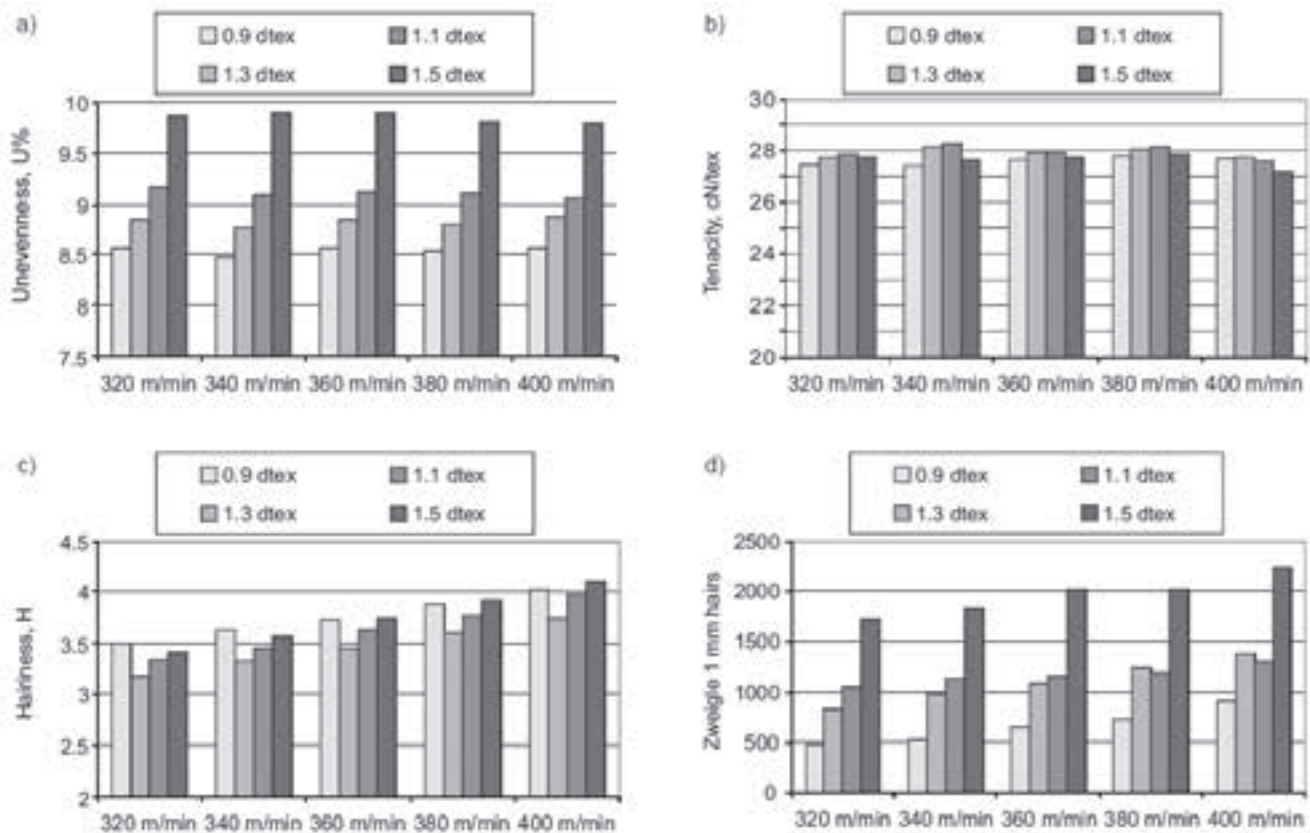 a)
0.9 dtex 1.1 dtex
1.3 dtex 1.5 dtex
Unevenness, U%
10
9.5
9
8.5
8
7.5
320 m/min 340 m/min 360 m/min 380 m/min 400 m/min
b)
0.9 dtex 1.1 dtex
1.3 dtex 1.5 dtex
Tenacity, cN/tex
30
28
26
24
22
20
320 m/min 340 m/min 360 m/min 380 m/min 400 m/min
c)
0.9 dtex 1.1 dtex
1.3 dtex 1.5 dtex
Hairiness, H
4.5
4
3.5
3
2.5
2
320 m/min 340 m/min 360 m/min 380 m/min 400 m/min
d)
0.9 dtex 1.1 dtex
1.3 dtex 1.5 dtex
Zweigle 1 mm hairs
2500
2000
1500
1000
500
0
320 m/min 340 m/min 360 m/min 380 m/min 400 m/min